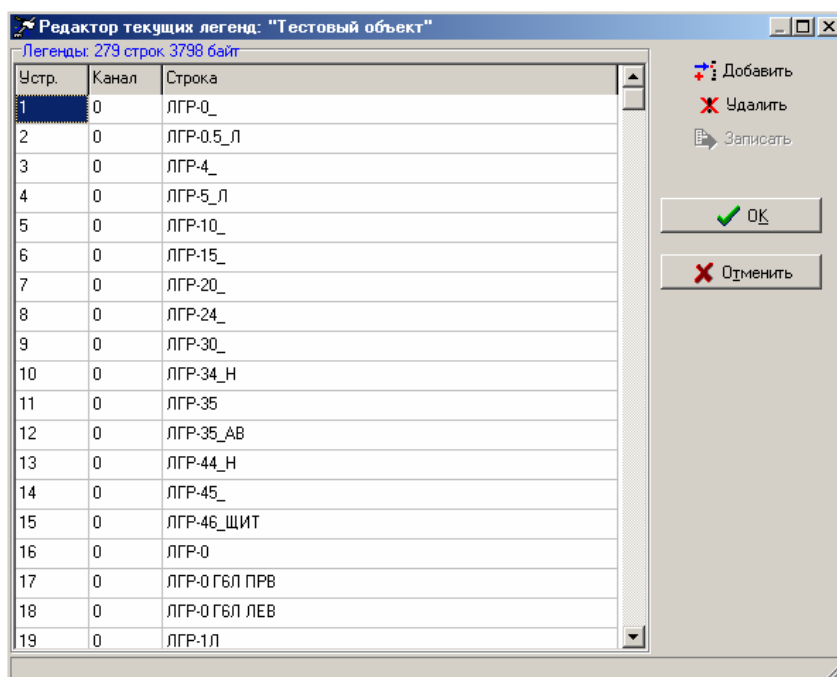 Редактор текущих легенд: "Тестовый объект"
Легенды: 279 строк 3798 байт
Устр. Канал Строка
1 0 ЛГР-0_
2 0 ЛГР-0.5_Л
3 0 ЛГР-4_
4 0 ЛГР-5_Л
5 0 ЛГР-10_
6 0 ЛГР-15_
7 0 ЛГР-20_
8 0 ЛГР-24_
9 0 ЛГР-30_
10 0 ЛГР-34_Н
11 0 ЛГР-35
12 0 ЛГР-35_АВ
13 0 ЛГР-44_Н
14 0 ЛГР-45_
15 0 ЛГР-46_ЩИТ
16 0 ЛГР-0
17 0 ЛГР-0 Г6Л ПРВ
18 0 ЛГР-0 Г6Л ЛЕВ
19 0 ЛГР-1Л
Добавить
Удалить
Записать
OK
Отменить